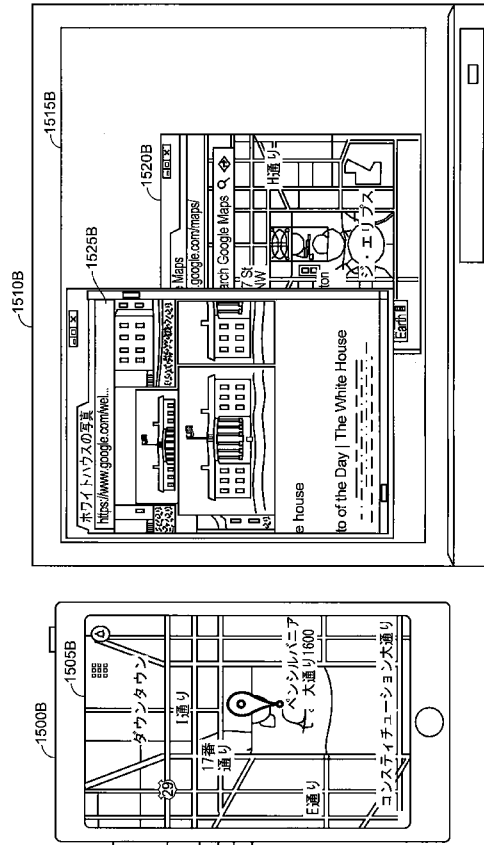 1500B
1505B
ダウンタウン
I通り
29
17番
通り
ペンシルバニア
大通り1600
E通り
コンスティチューション大通り
1510B
1515B
1520B
1525B
ホワイトハウスの写真
https://www.google.com/wel...
e house
to of the Day | The White House
e Maps
.google.com/maps/
arch Google Maps
7 St
NW
H通り
ton
ジ・エリプス
Earth